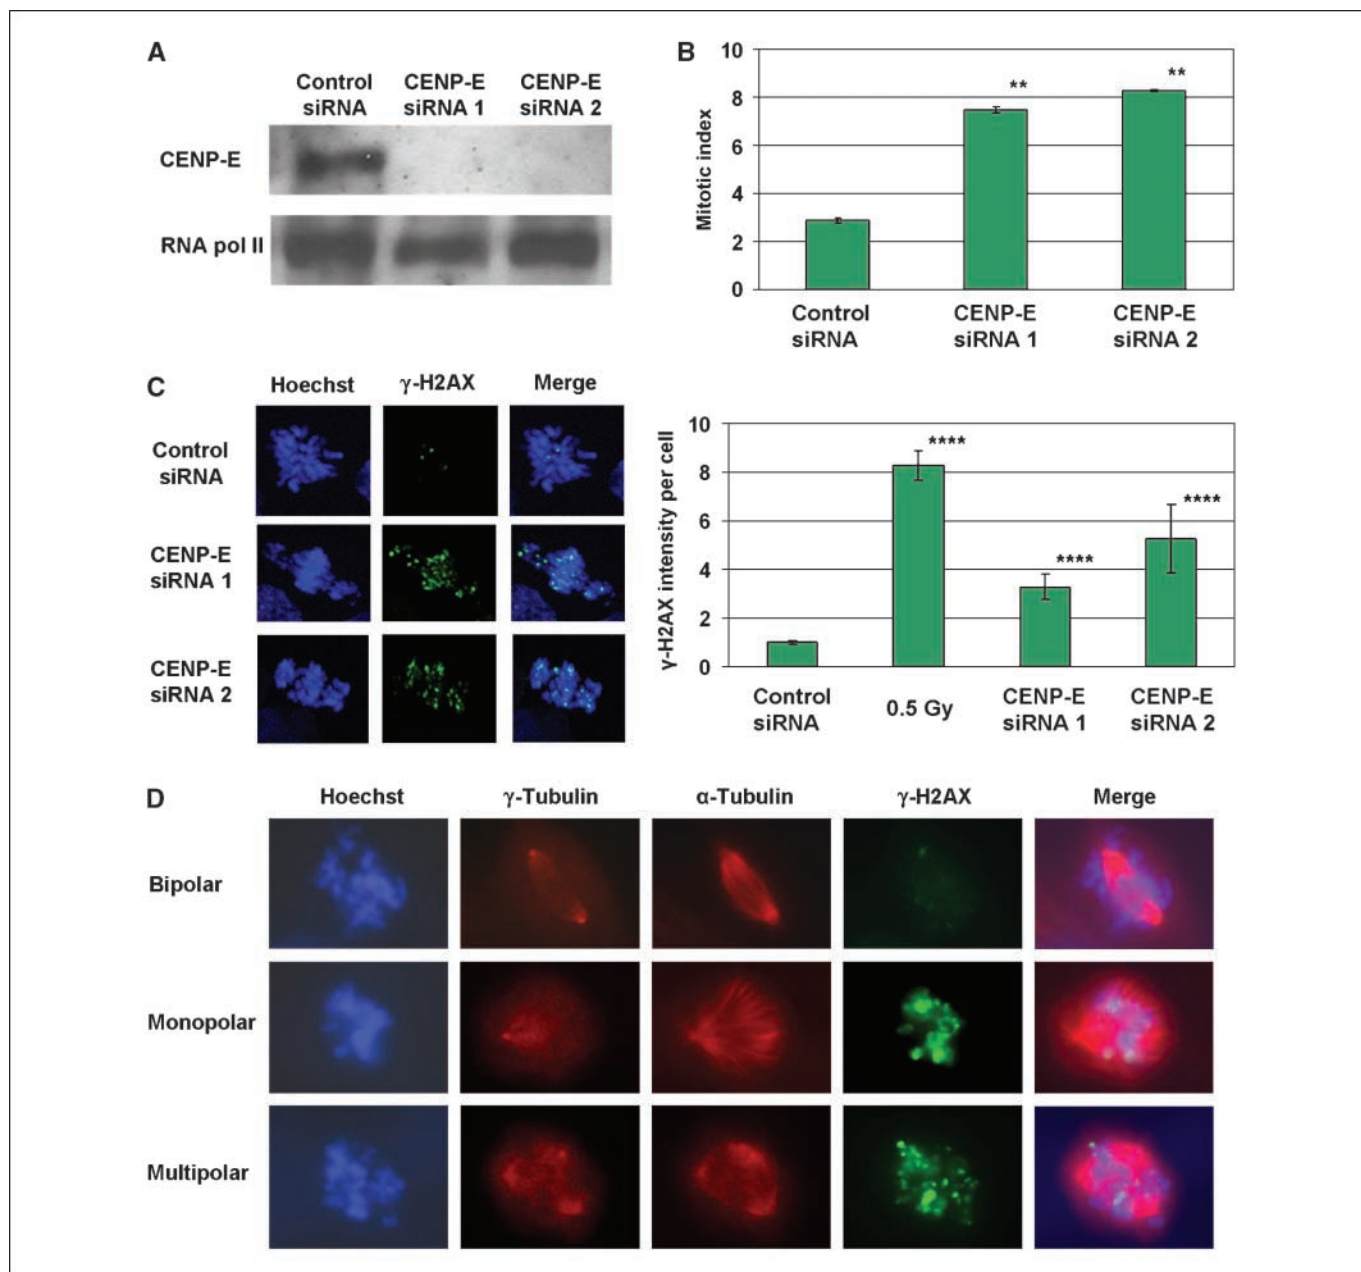 A
Control
siRNA
CENP-E
siRNA 1
CENP-E
siRNA 2
CENP-E
RNA pol II
B
Mitotic index
10
8
6
4
2
0
**
**
Control
siRNA
CENP-E
siRNA 1
CENP-E
siRNA 2
C
Hoechst
γ-H2AX
Merge
Control
siRNA
CENP-E
siRNA 1
CENP-E
siRNA 2
γ-H2AX intensity per cell
10
8
6
4
2
0
****
****
****
Control
siRNA
0.5 Gy
CENP-E
siRNA 1
CENP-E
siRNA 2
D
Hoechst
γ-Tubulin
α-Tubulin
γ-H2AX
Merge
Bipolar
Monopolar
Multipolar